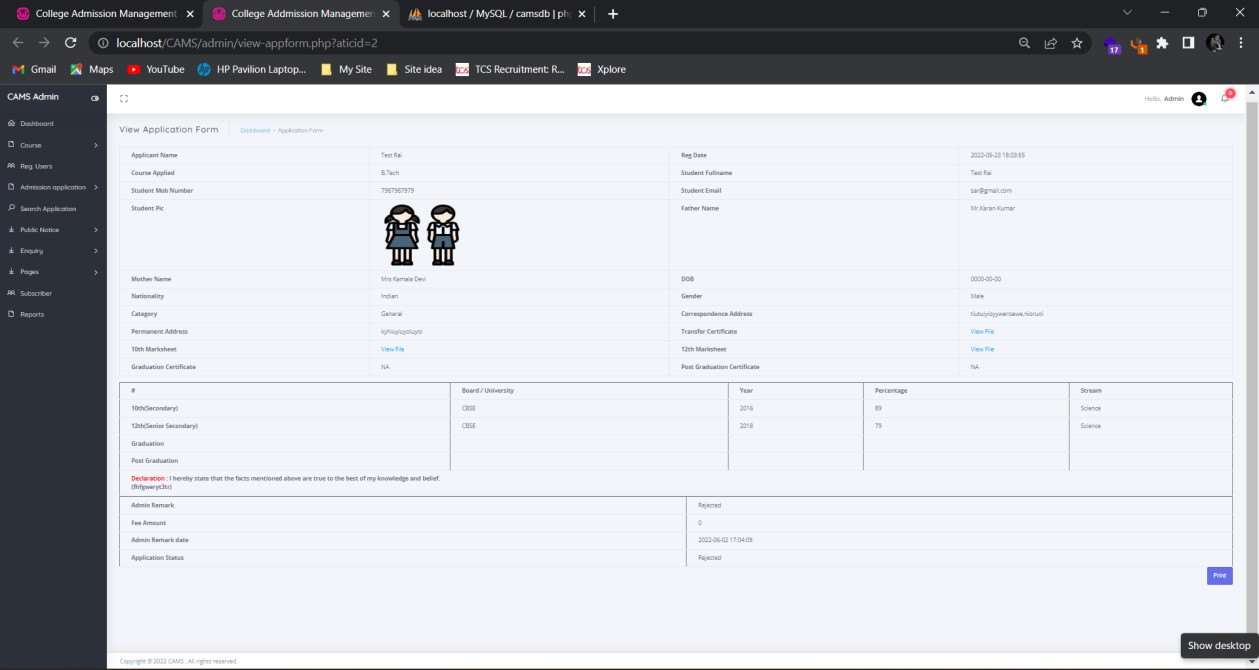 College Admission Management
College Addmission Managemen
localhost / MySQL / camsdb | ph
localhost/CAMS/admin/view-appform.php?aticid=2
17
1
Gmail
Maps
YouTube
HP Pavilion Laptop...
My Site
Site idea
TCS Recruitment: R...
Xplore
CAMS Admin
Hello, Admin
0
Dashboard
Course
Reg. Users
Admission application
Search Application
Public Notice
Enquiry
Pages
Subscriber
Reports
View Application Form
Dashboard - Application Form
Applicant Name Test Rai Reg Date 2022-05-23 18:03:55
Course Applied B.Tech Student Fullname Test Rai
Student Mob Number 7987987979 Student Email sar@gmail.com
Student Pic Father Name Mr.Karan Kumar
Mother Name Mrs Kamala Devi DOB 0000-00-00
Nationality Indian Gender Male
Category General Correspondence Address
Permanent Address Transfer Certificate View File
10th Marksheet View File 12th Marksheet View File
Graduation Certificate NA Post Graduation Certificate NA
# Board / University Year Percentage Stream
10th(Secondary) CBSE 2016 89 Science
12th(Senior Secondary) CBSE 2018 79 Science
Graduation
Post Graduation
Declaration : I hereby state that the facts mentioned above are true to the best of my knowledge and belief.
(fhfgweryt3tr)
Admin Remark Rejected
Fee Amount 0
Admin Remark date 2022-06-02 17:04:09
Application Status Rejected
Print
Show desktop
Copyright © 2022 CAMS . All rights reserved.